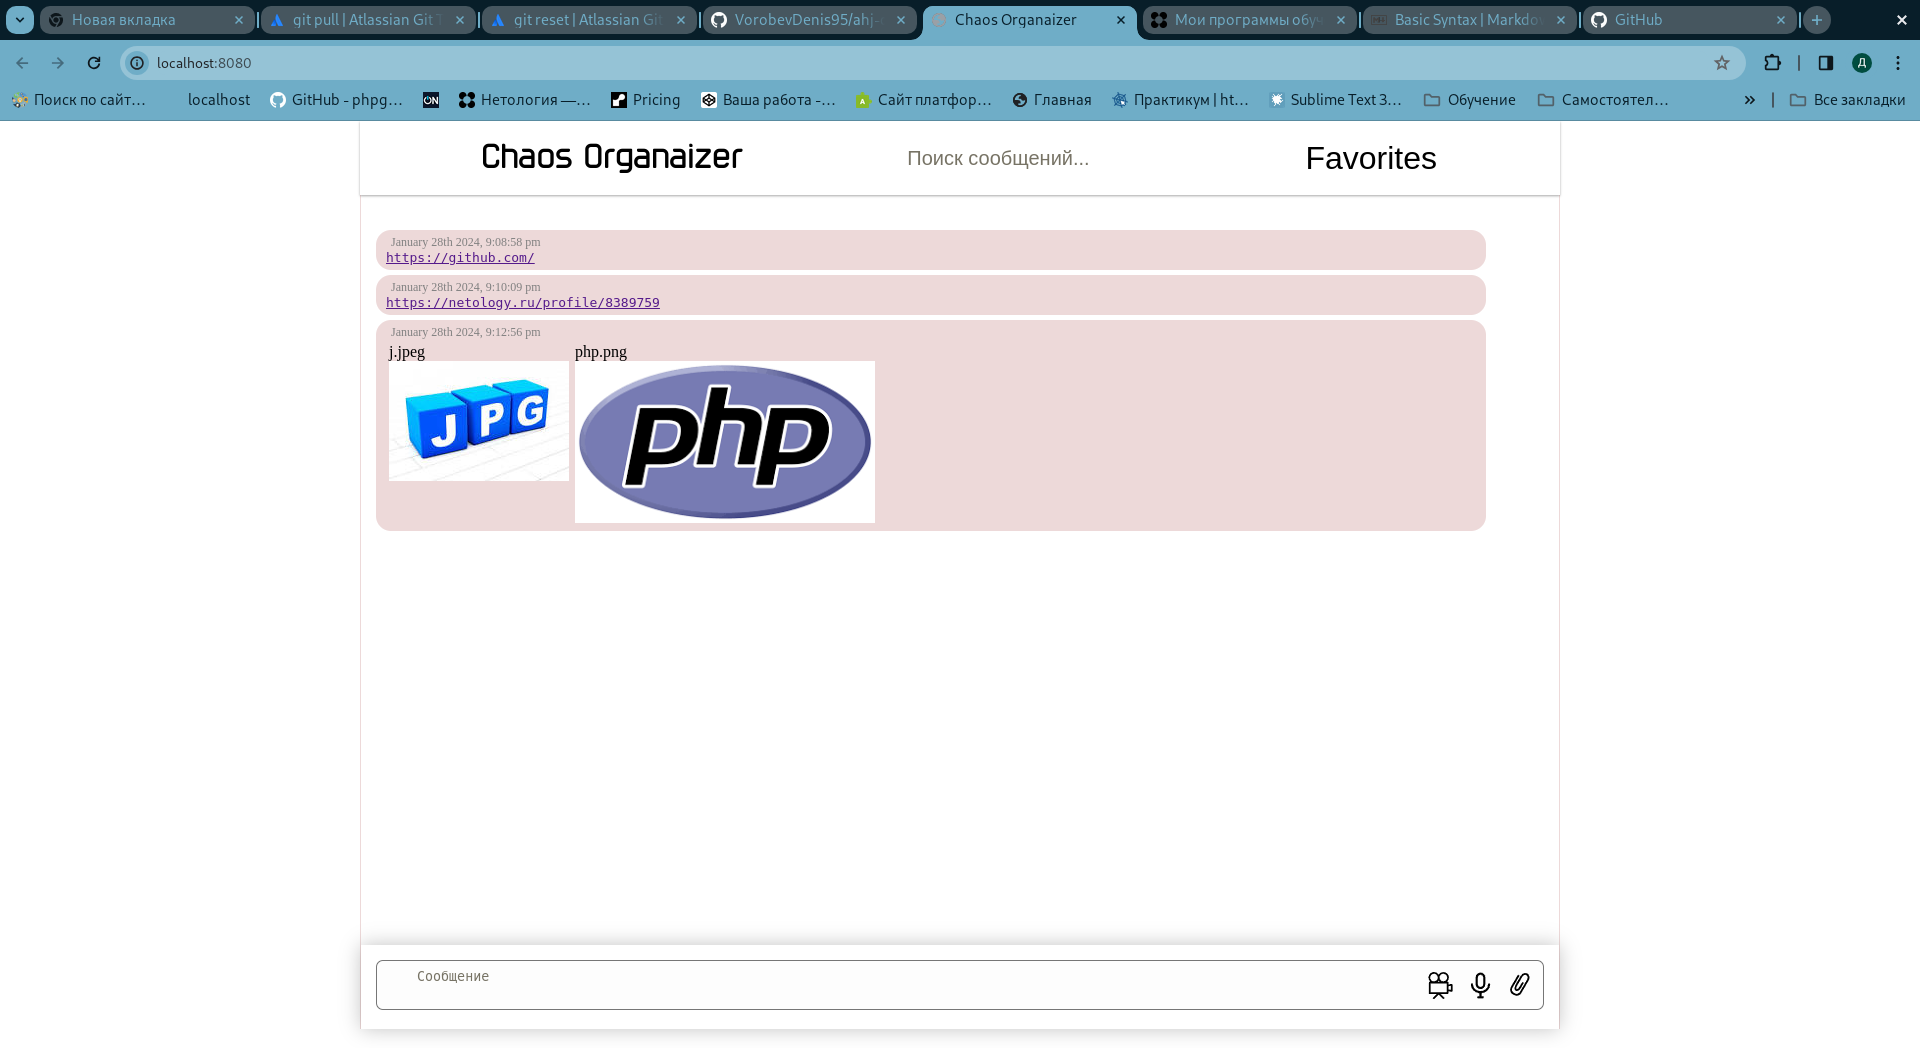 Новая вкладка
git pull | Atlassian Git T
git reset | Atlassian Git
VorobevDenis95/ahj-
Chaos Organaizer
Мои программы обуч
Basic Syntax | Markdov
GitHub
localhost:8080
Д
Поиск по сайт…
localhost
GitHub - phpg…
ON
Нетология —…
Pricing
Ваша работа -…
Сайт платфор…
Главная
Практикум | ht…
Sublime Text 3…
Обучение
Самостоятел…
Все закладки
Chaos Organaizer
Поиск сообщений...
Favorites
January 28th 2024, 9:08:58 pm
https://github.com/
January 28th 2024, 9:10:09 pm
https://netology.ru/profile/8389759
January 28th 2024, 9:12:56 pm
j.jpeg
php.png
JPG
php
Сообщение